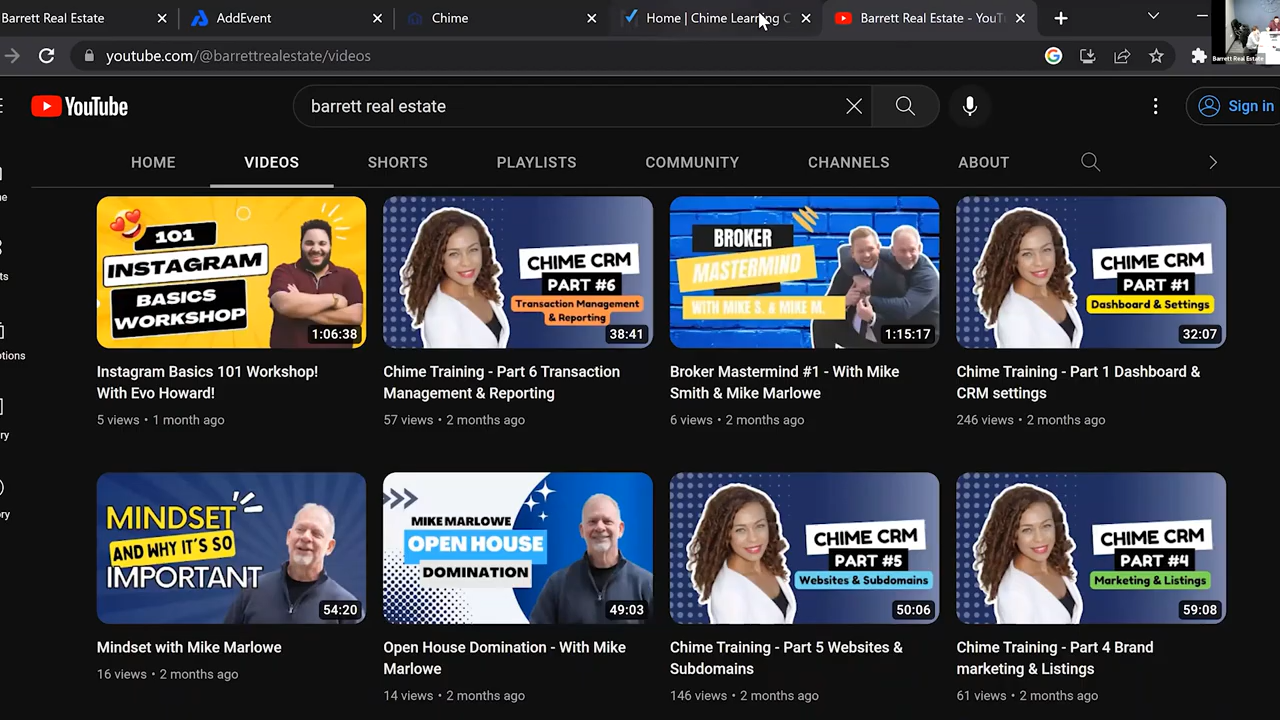 Barrett Real Estate
AddEvent
Chime
Home | Chime Learning C
Barrett Real Estate - YouT
youtube.com/@barrettrealestate/videos
Barrett Real Estate
YouTube
barrett real estate
Sign in
HOME
VIDEOS
SHORTS
PLAYLISTS
COMMUNITY
CHANNELS
ABOUT
ne
ts
otions
ry
ory
101
INSTAGRAM
BASICS
WORKSHOP
1:06:38
Instagram Basics 101 Workshop!
With Evo Howard!
5 views • 1 month ago
CHIME CRM
PART #6
Transaction Management
& Reporting
38:41
Chime Training - Part 6 Transaction
Management & Reporting
57 views • 2 months ago
BROKER
MASTERMIND
WITH MIKE S. & MIKE M.
1:15:17
Broker Mastermind #1 - With Mike
Smith & Mike Marlowe
6 views • 2 months ago
CHIME CRM
PART #1
Dashboard & Settings
32:07
Chime Training - Part 1 Dashboard &
CRM settings
246 views • 2 months ago
MINDSET
AND WHY IT'S SO
IMPORTANT
54:20
Mindset with Mike Marlowe
16 views • 2 months ago
MIKE MARLOWE
OPEN HOUSE
DOMINATION
49:03
Open House Domination - With Mike
Marlowe
14 views • 2 months ago
CHIME CRM
PART #5
Websites & Subdomains
50:06
Chime Training - Part 5 Websites &
Subdomains
146 views • 2 months ago
CHIME CRM
PART #4
Marketing & Listings
59:08
Chime Training - Part 4 Brand
marketing & Listings
61 views • 2 months ago